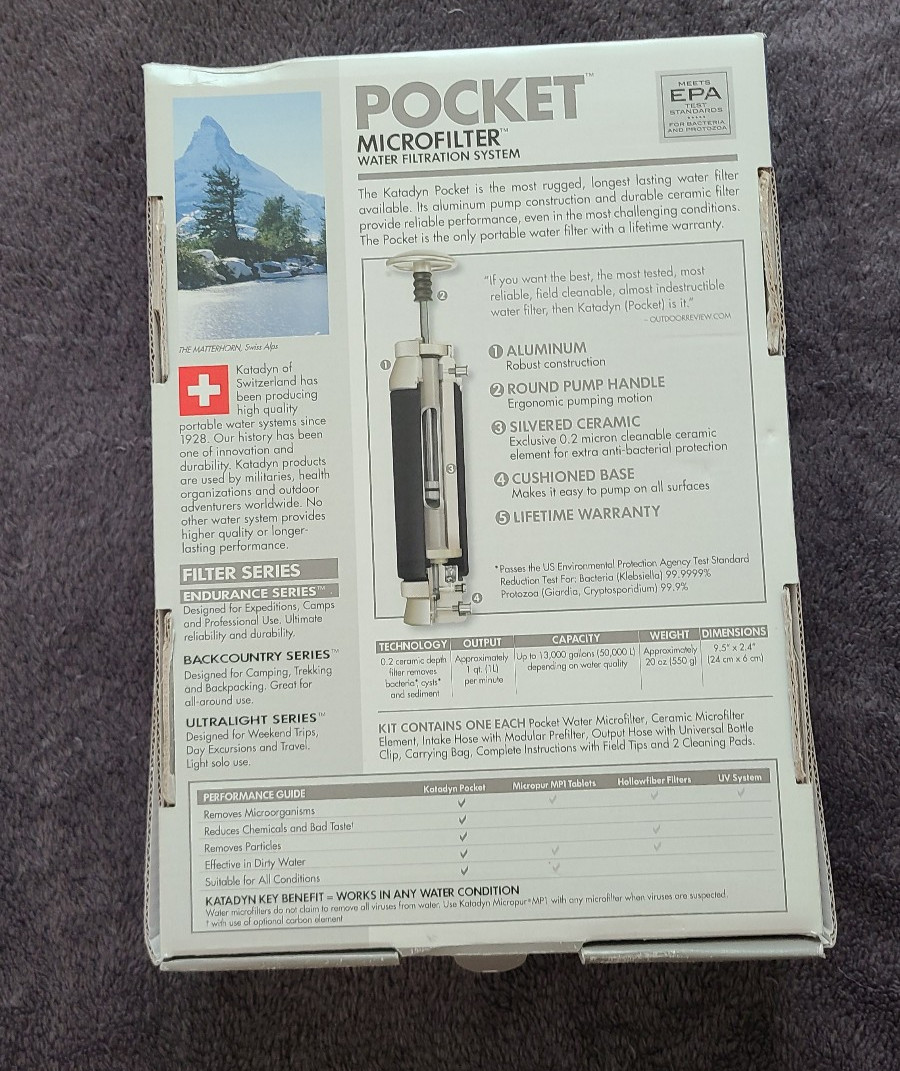 POCKET™
MICROFILTER™
WATER FILTRATION SYSTEM
MEETS
EPA
TEST
STANDARDS
FOR BACTERIA
AND PROTOZOA
The Katadyn Pocket is the most rugged, longest lasting water filter
available. Its aluminum pump construction and durable ceramic filter
provide reliable performance, even in the most challenging conditions.
The Pocket is the only portable water filter with a lifetime warranty.
THE MATTERHORN, Swiss Alps
Katadyn of
Switzerland has
been producing
high quality
portable water systems since
1928. Our history has been
one of innovation and
durability. Katadyn products
are used by militaries, health
organizations and outdoor
adventurers worldwide. No
other water system provides
higher quality or longer-
lasting performance.
FILTER SERIES
ENDURANCE SERIES™
Designed for Expeditions, Camps
and Professional Use. Ultimate
reliability and durability.
BACKCOUNTRY SERIES™
Designed for Camping, Trekking
and Backpacking. Great for
all-around use.
ULTRALIGHT SERIES™
Designed for Weekend Trips,
Day Excursions and Travel.
Light solo use.
2
1
3
4
"If you want the best, the most tested, most
reliable, field cleanable, almost indestructible
water filter, then Katadyn (Pocket) is it."
– OUTDOORREVIEW.COM
1 ALUMINUM
Robust construction
2 ROUND PUMP HANDLE
Ergonomic pumping motion
3 SILVERED CERAMIC
Exclusive 0.2 micron cleanable ceramic
element for extra anti-bacterial protection
4 CUSHIONED BASE
Makes it easy to pump on all surfaces
5 LIFETIME WARRANTY
*Passes the US Environmental Protection Agency Test Standard
Reduction Test For: Bacteria (Klebsiella) 99.9999%
Protozoa (Giardia, Cryptosporidium) 99.9%
TECHNOLOGY OUTPUT CAPACITY WEIGHT DIMENSIONS
0.2 ceramic depth Approximately Up to 13,000 gallons (50,000 L) Approximately 9.5" x 2.4"
filter removes 1 qt. (1L) depending on water quality 20 oz (550 g) (24 cm x 6 cm)
bacteria* cysts* per minute
and sediment
KIT CONTAINS ONE EACH Pocket Water Microfilter, Ceramic Microfilter
Element, Intake Hose with Modular Prefilter, Output Hose with Universal Bottle
Clip, Carrying Bag, Complete Instructions with Field Tips and 2 Cleaning Pads.
PERFORMANCE GUIDE Katadyn Pocket Micropur MP1 Tablets Hollowfiber Filters UV System
Removes Microorganisms ✓ ✓ ✓ ✓
Reduces Chemicals and Bad Taste† ✓
Removes Particles ✓ ✓
Effective in Dirty Water ✓ ✓ ✓
Suitable for All Conditions ✓ ✓
KATADYN KEY BENEFIT = WORKS IN ANY WATER CONDITION
Water microfilters do not claim to remove all viruses from water. Use Katadyn Micropur® MP1 with any microfilter when viruses are suspected.
† with use of optional carbon element